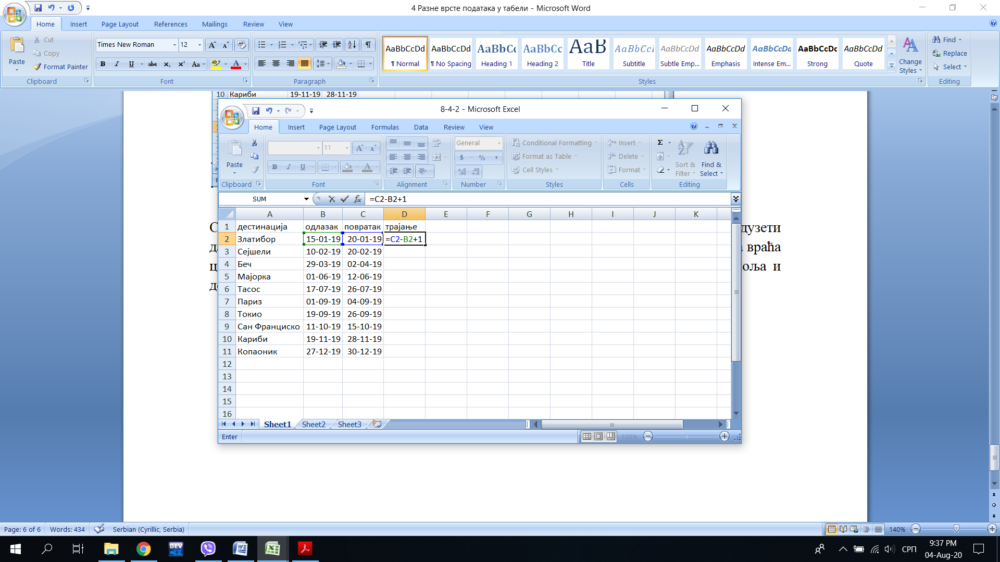 4 Разне врсте података у табели - Microsoft Word
Home Insert Page Layout References Mailings Review View
Paste
Cut
Copy
Format Painter
Clipboard
Times New Roman 12
Font
Paragraph
AaBbCcDd AaBbCcDd AaBbCc AaBbCc AaB AaBbCcI AaBbCcDd AaBbCcDd AaBbCcDd AaBbCcDd AaBbCcDd
¶ Normal ¶ No Spacing Heading 1 Heading 2 Title Subtitle Subtle Emp... Emphasis Intense Em... Strong Quote
Change Styles
Styles
Find
Replace
Select
Editing
10 Кариби 19-11-19 28-11-19
8-4-2 - Microsoft Excel
Home Insert Page Layout Formulas Data Review View
Paste
Clipboard
11
Font
Alignment
General
Number
Conditional Formatting
Format as Table
Cell Styles
Styles
Insert
Delete
Format
Cells
Sort & Filter
Find & Select
Editing
SUM =C2-B2+1
A B C D E F G H I J K
1 дестинација одлазак повратак трајање
2 Златибор 15-01-19 20-01-19 =C2-B2+1
3 Сејшели 10-02-19 20-02-19
4 Беч 29-03-19 02-04-19
5 Мајорка 01-06-19 12-06-19
6 Тасос 17-07-19 26-07-19
7 Париз 01-09-19 04-09-19
8 Токио 19-09-19 26-09-19
9 Сан Франциско 11-10-19 15-10-19
10 Кариби 19-11-19 28-11-19
11 Копаоник 27-12-19 30-12-19
12
13
14
15
16
Sheet1 Sheet2 Sheet3
Enter 100%
дузети
враћа
и
Page: 6 of 6 Words: 434 Serbian (Cyrillic, Serbia) 140%
DEV
СРП
9:37 PM
04-Aug-20